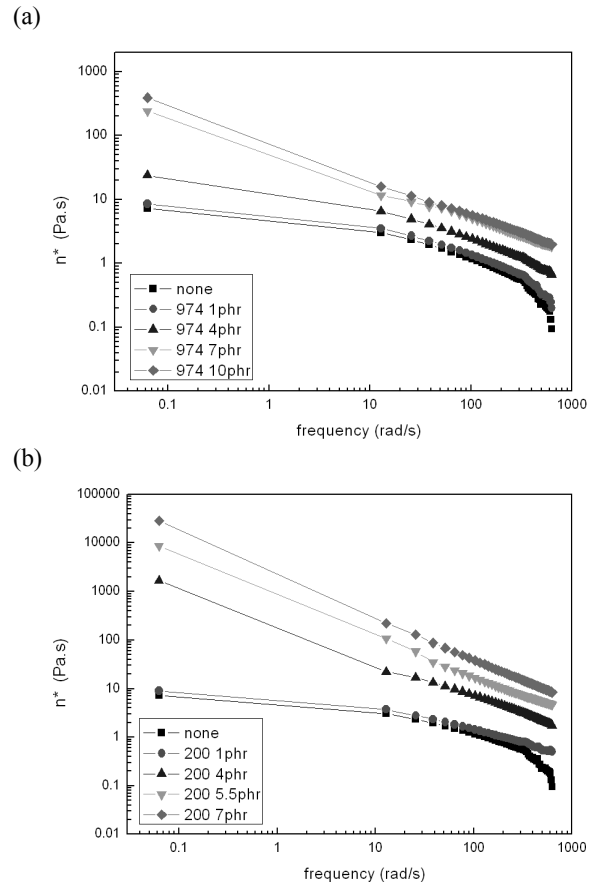 (a)
1000
100
10
1
0.1
0.01
n* (Pa.s)
none
974 1phr
974 4phr
974 7phr
974 10phr
0.1
1
10
100
1000
frequency (rad/s)
(b)
100000
10000
1000
100
10
1
0.1
0.01
n* (Pa.s)
none
200 1phr
200 4phr
200 5.5phr
200 7phr
0.1
1
10
100
1000
frequency (rad/s)